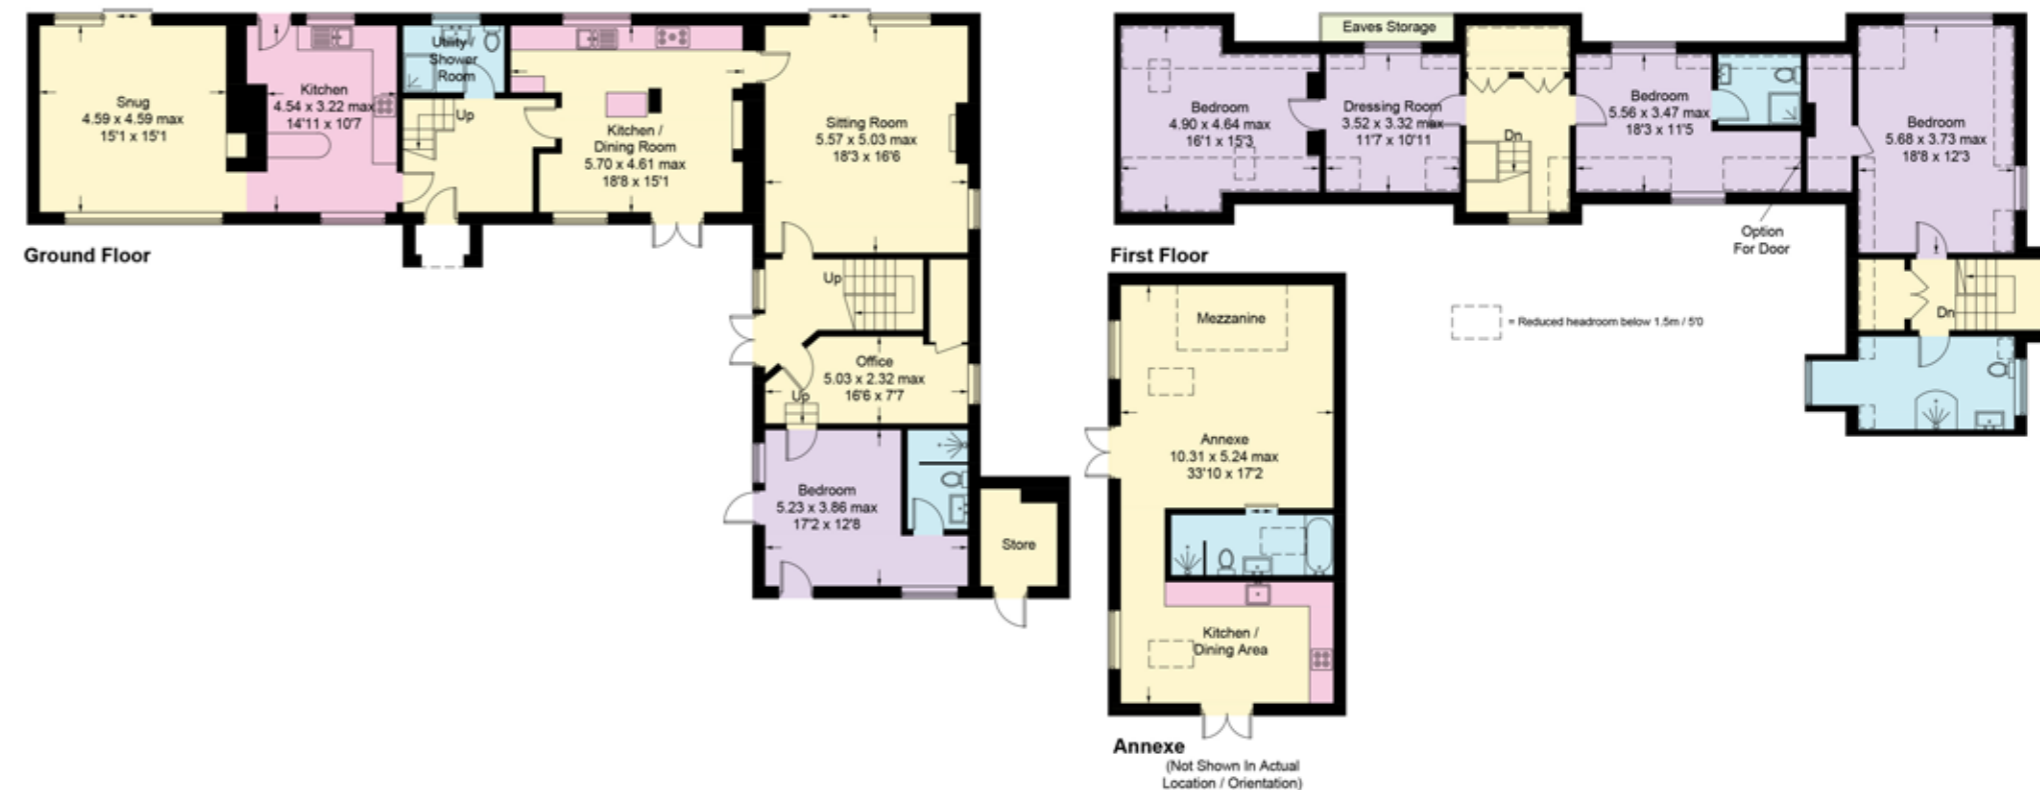 Snug
4.59 x 4.59 max
15'1 x 15'1
Kitchen
4.54 x 3.22 max
14'11 x 10'7
Utility /
Shower
Room
Up
Kitchen /
Dining Room
5.70 x 4.61 max
18'8 x 15'1
Sitting Room
5.57 x 5.03 max
18'3 x 16'6
Up
Office
5.03 x 2.32 max
16'6 x 7'7
Up
Bedroom
5.23 x 3.86 max
17'2 x 12'8
Store
Ground Floor
Eaves Storage
Bedroom
4.90 x 4.64 max
16'1 x 15'3
Dressing Room
3.52 x 3.32 max
11'7 x 10'11
Dn
Bedroom
5.56 x 3.47 max
18'3 x 11'5
Bedroom
5.68 x 3.73 max
18'8 x 12'3
Option
For Door
Dn
First Floor
= Reduced headroom below 1.5m / 5'0
Mezzanine
Annexe
10.31 x 5.24 max
33'10 x 17'2
Kitchen /
Dining Area
Annexe
(Not Shown In Actual
Location / Orientation)